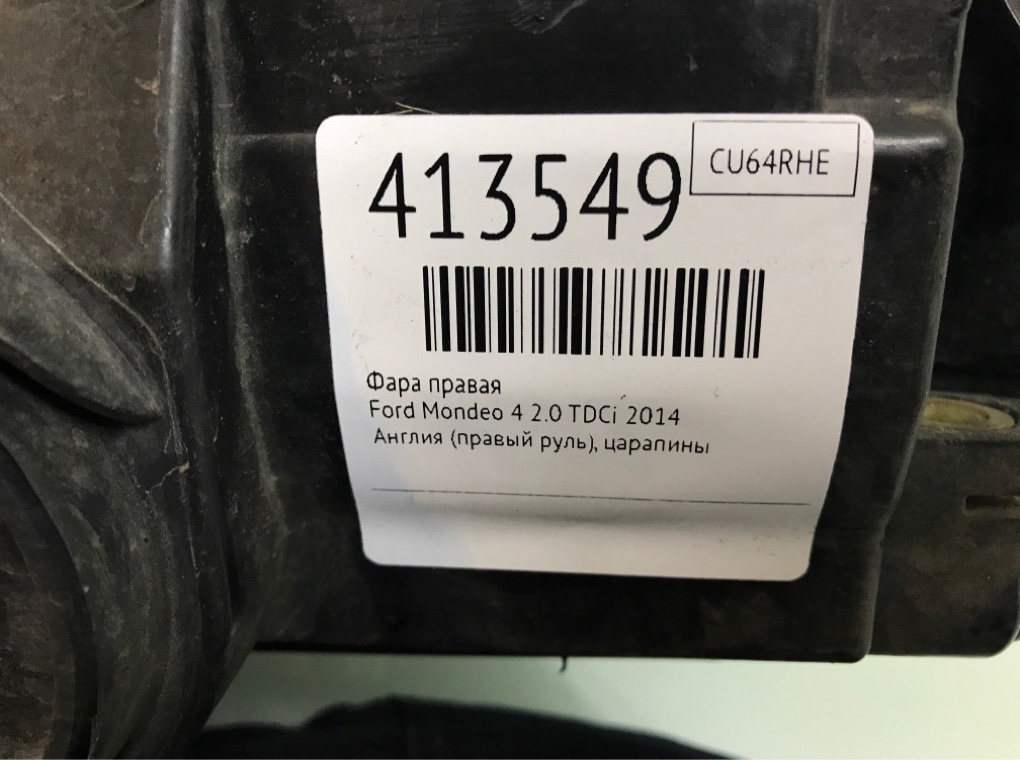 413549
CU64RHE
Фара правая
Ford Mondeo 4 2.0 TDCi 2014
Англия (правый руль), царапины